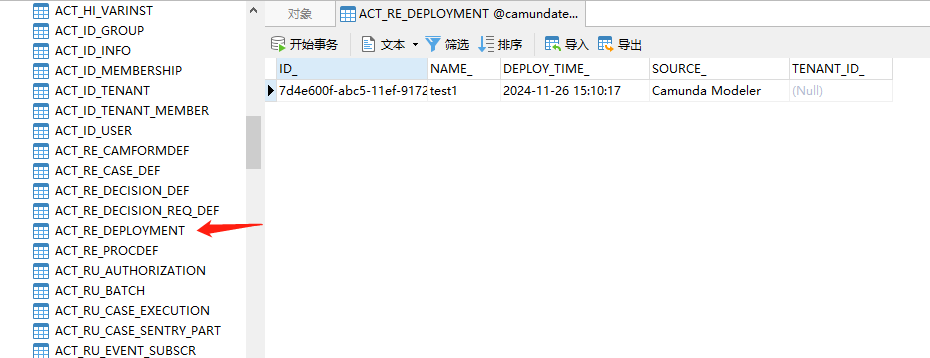 ACT_HI_VARINST
ACT_ID_GROUP
ACT_ID_INFO
ACT_ID_MEMBERSHIP
ACT_ID_TENANT
ACT_ID_TENANT_MEMBER
ACT_ID_USER
ACT_RE_CAMFORMDEF
ACT_RE_CASE_DEF
ACT_RE_DECISION_DEF
ACT_RE_DECISION_REQ_DEF
ACT_RE_DEPLOYMENT
ACT_RE_PROCDEF
ACT_RU_AUTHORIZATION
ACT_RU_BATCH
ACT_RU_CASE_EXECUTION
ACT_RU_CASE_SENTRY_PART
ACT_RU_EVENT_SUBSCR
对象 ACT_RE_DEPLOYMENT @camundate...
开始事务 文本 筛选 排序 导入 导出
ID_ NAME_ DEPLOY_TIME_ SOURCE_ TENANT_ID_
7d4e600f-abc5-11ef-9172 test1 2024-11-26 15:10:17 Camunda Modeler (Null)